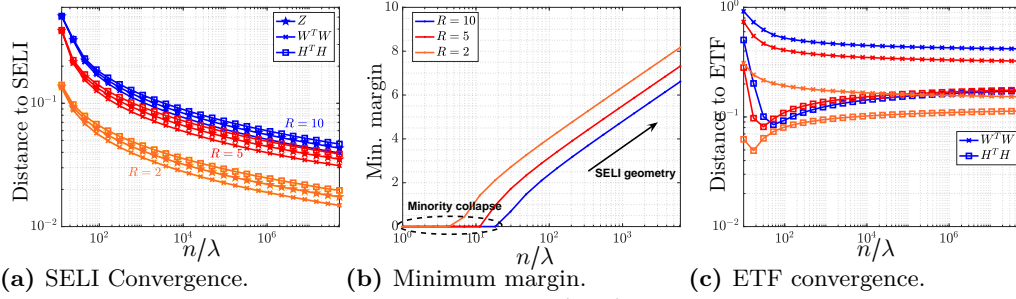 Distance to SELI
10^0
10^{-1}
10^{-2}
Z
W^T W
H^T H
R = 10
R = 5
R = 2
10^2
10^4
10^6
n/λ
(a) SELI Convergence.
Min. margin
10
8
6
4
2
0
R = 10
R = 5
R = 2
SELI geometry
Minority collapse
10^0
10^1
10^2
10^3
n/λ
(b) Minimum margin.
Distance to ETF
10^0
10^{-1}
10^{-2}
W^T W
H^T H
10^2
10^4
10^6
n/λ
(c) ETF convergence.